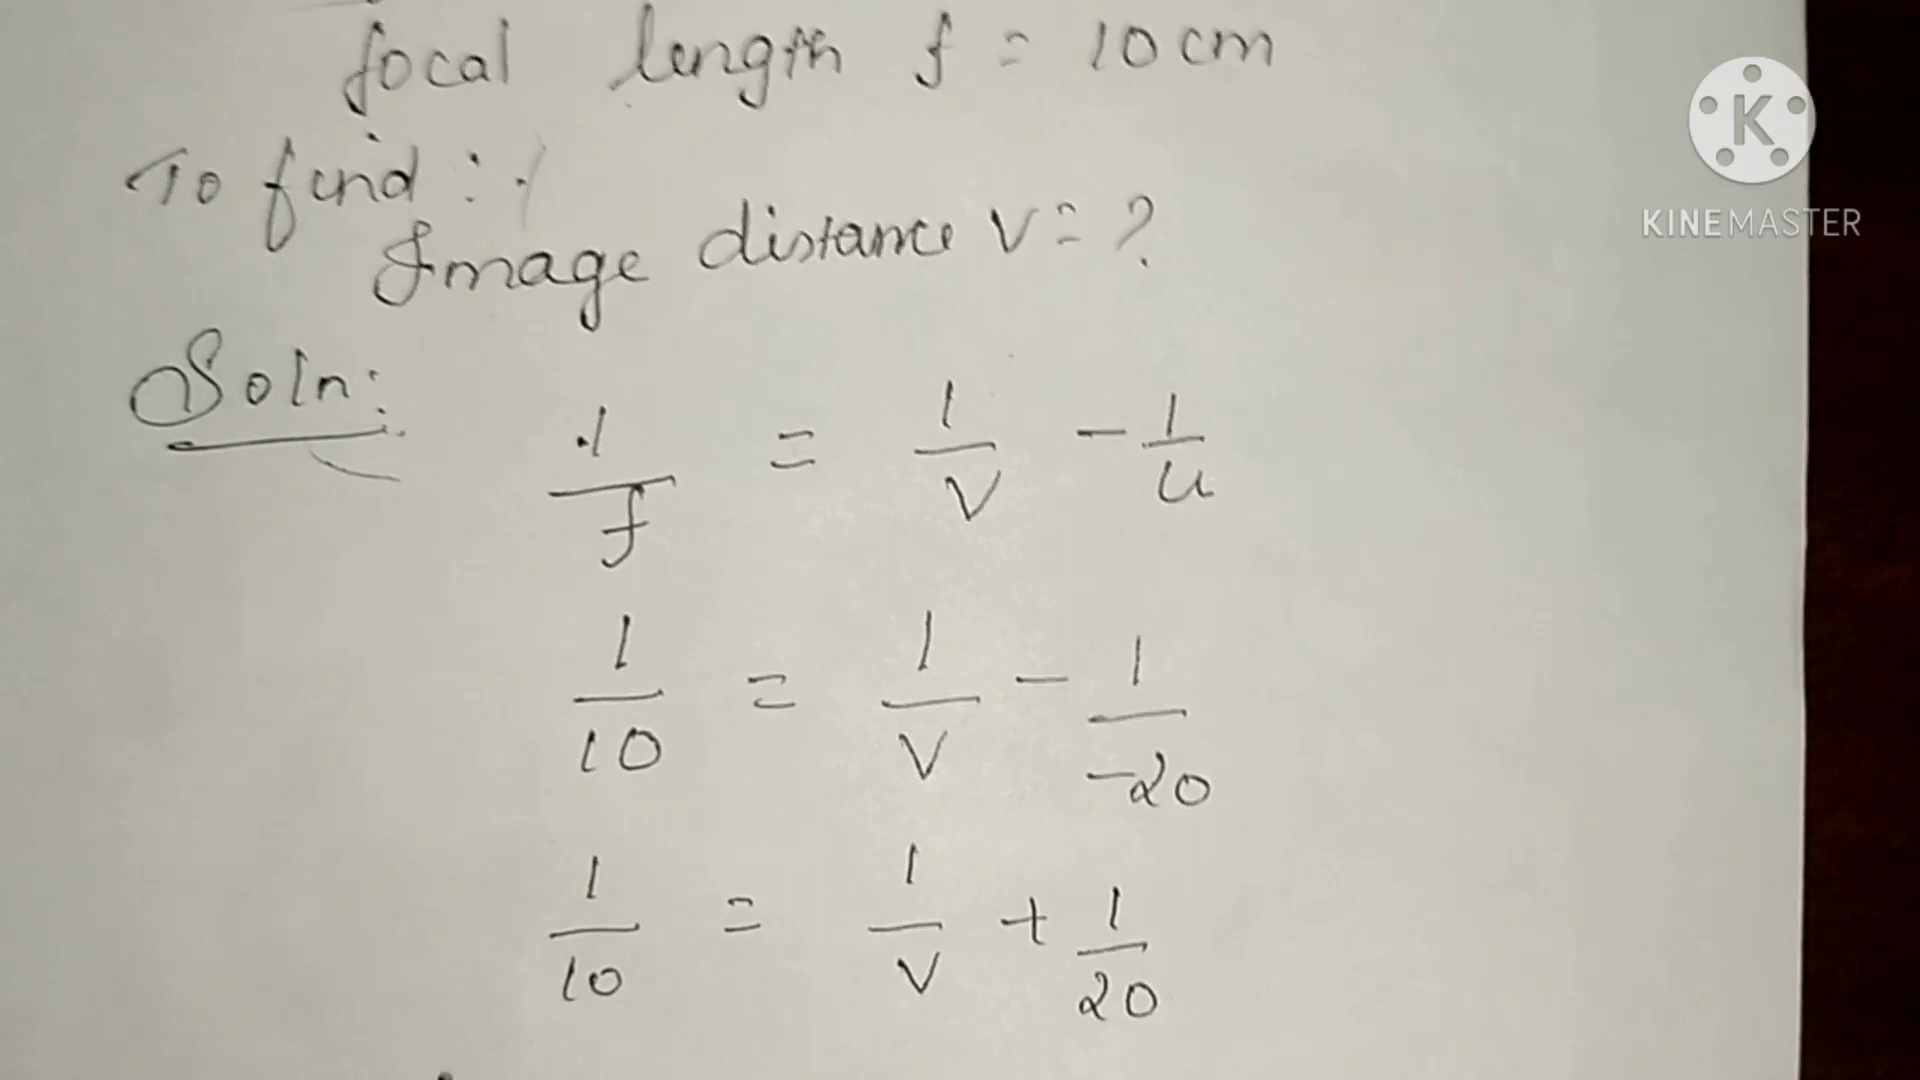 focal length f = 10 cm
To find :
Image distance v = ?
Soln:
1/f = 1/v - 1/u
1/10 = 1/v - 1/-20
1/10 = 1/v + 1/20
K
KINEMASTER